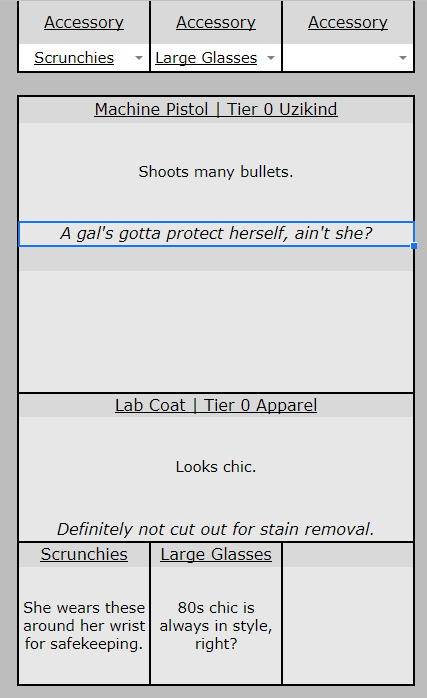 Accessory Accessory Accessory
Scrunchies Large Glasses
Machine Pistol | Tier 0 Uzikind
Shoots many bullets.
A gal's gotta protect herself, ain't she?
Lab Coat | Tier 0 Apparel
Looks chic.
Definitely not cut out for stain removal.
Scrunchies Large Glasses
She wears these
around her wrist
for safekeeping.
80s chic is
always in style,
right?